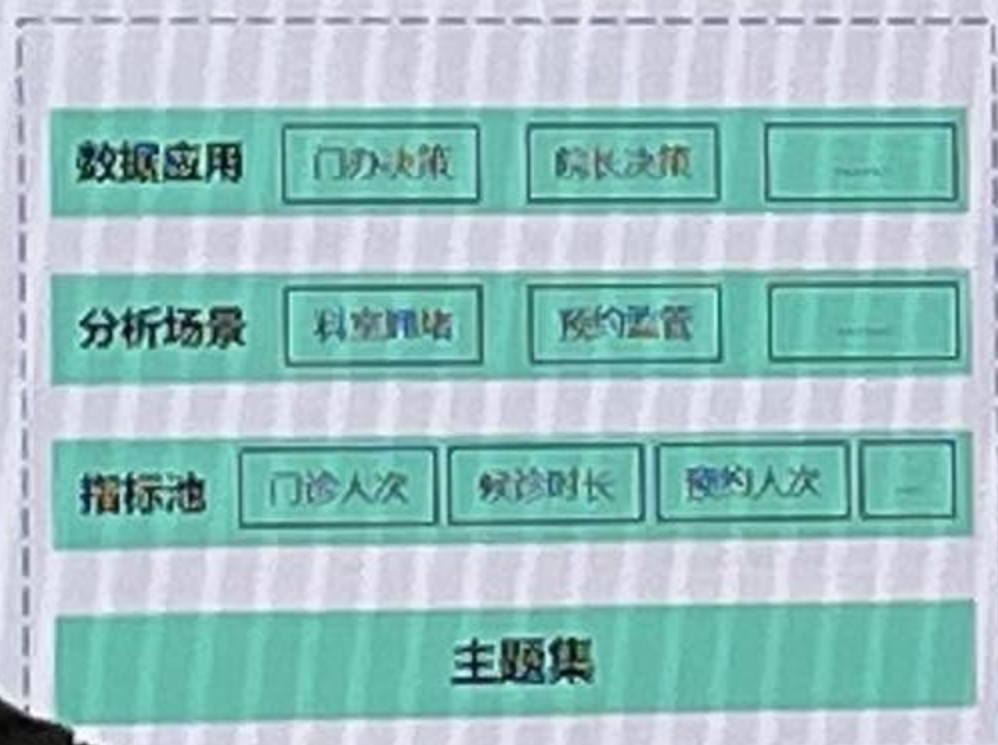 数据应用 门办决策 院长决策 ......
分析场景 预约监管 ......
指标池 门诊人次 候诊时长 预约人次 ...
主题集